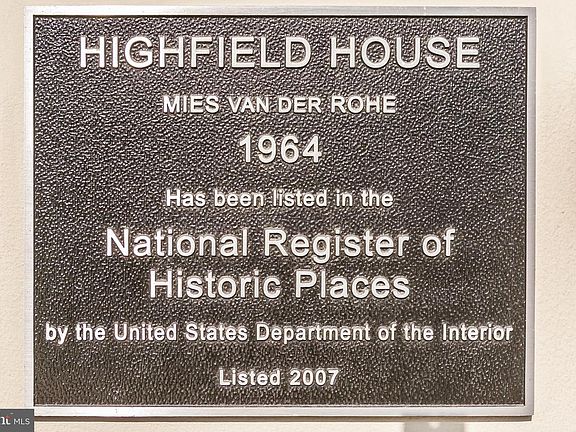 HIGHFIELD HOUSE
MIES VAN DER ROHE
1964
Has been listed in the
National Register of
Historic Places
by the United States Department of the Interior
Listed 2007
MLS